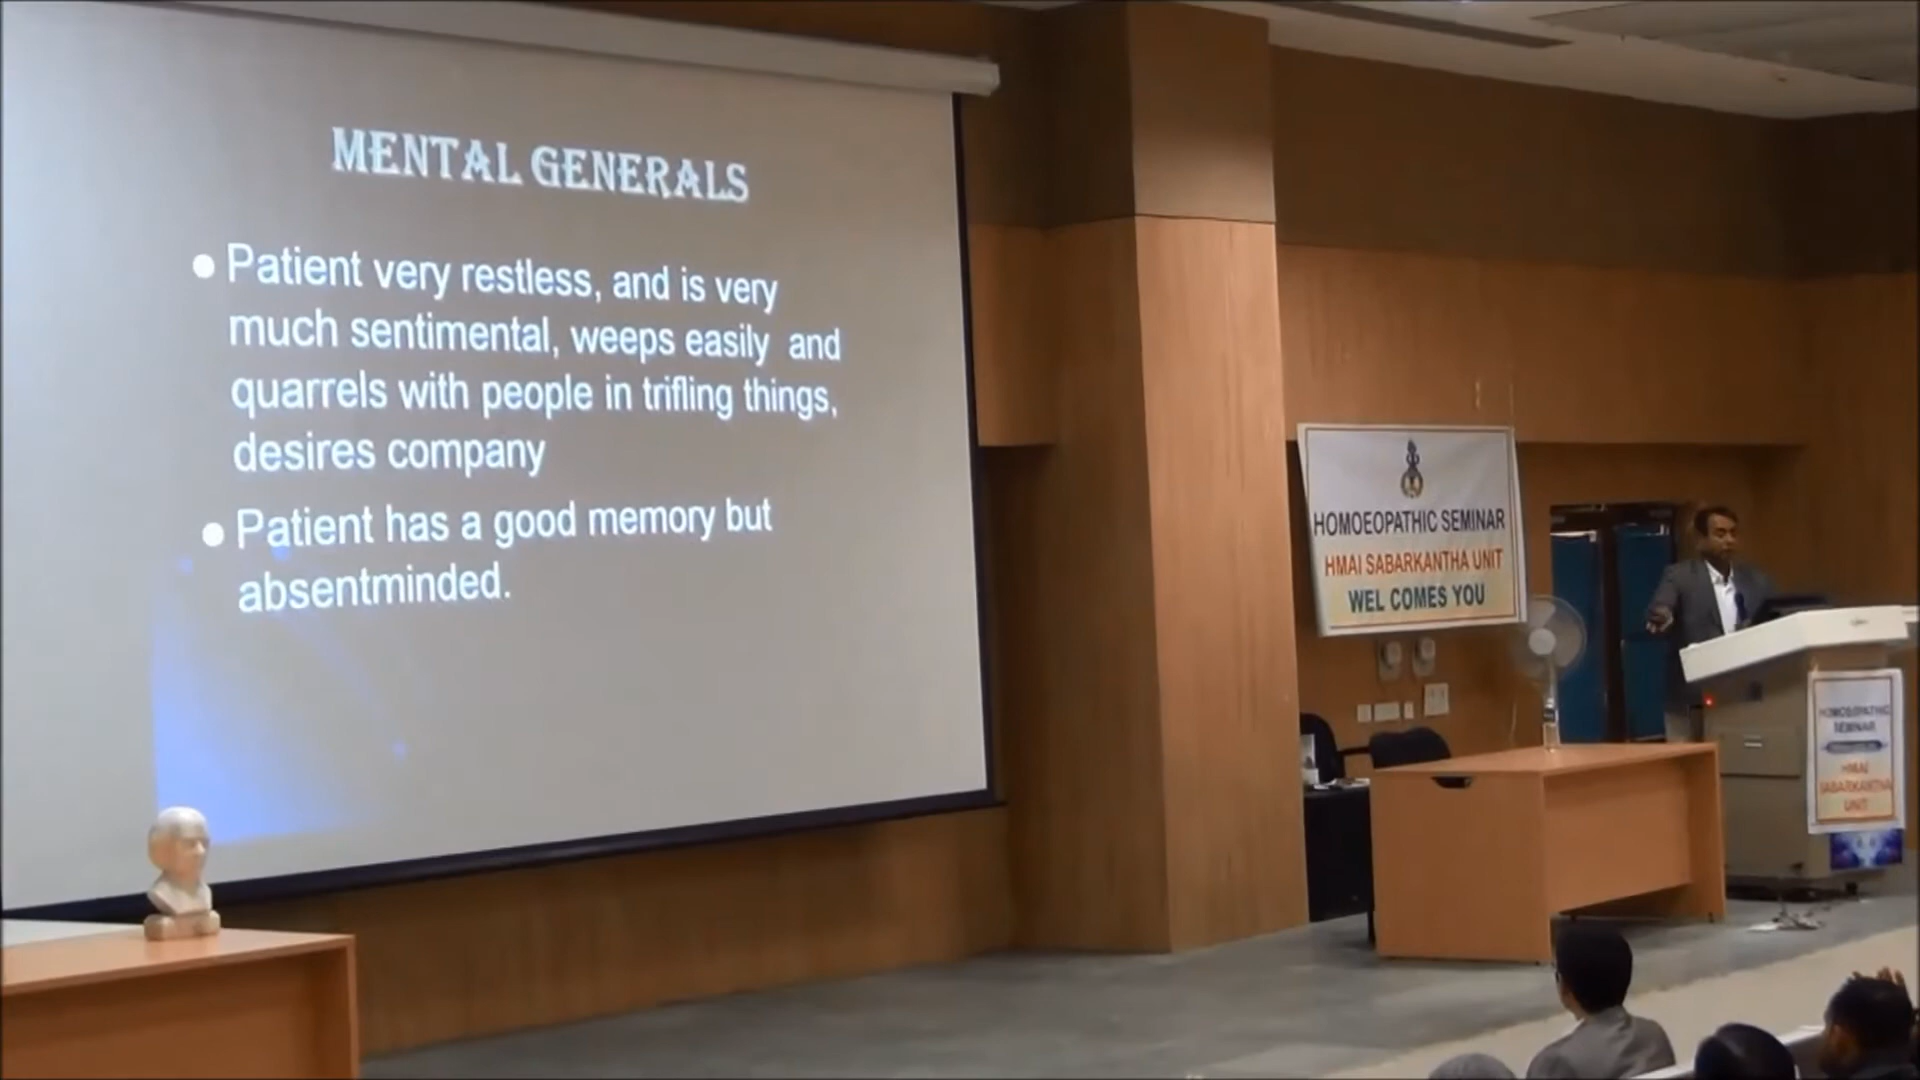 MENTAL GENERALS
• Patient very restless, and is very
much sentimental, weeps easily and
quarrels with people in trifling things,
desires company
• Patient has a good memory but
absentminded.
HOMOEOPATHIC SEMINAR
HMAI SABARKANTHA UNIT
WEL COMES YOU
HOMOEOPATHIC
SEMINAR
HMAI
SABARKANTHA
UNIT